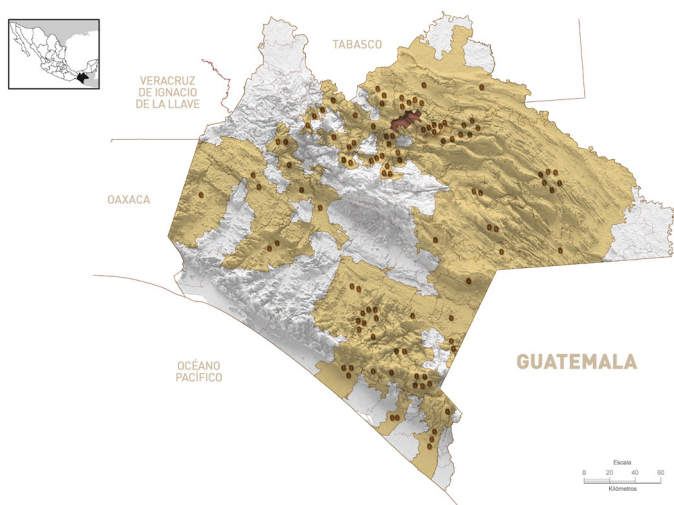 TABASCO
VERACRUZ
DE IGNACIO
DE LA LLAVE
OAXACA
OCÉANO
PACÍFICO
GUATEMALA
Escala
0 20 40 60
Kilómetros